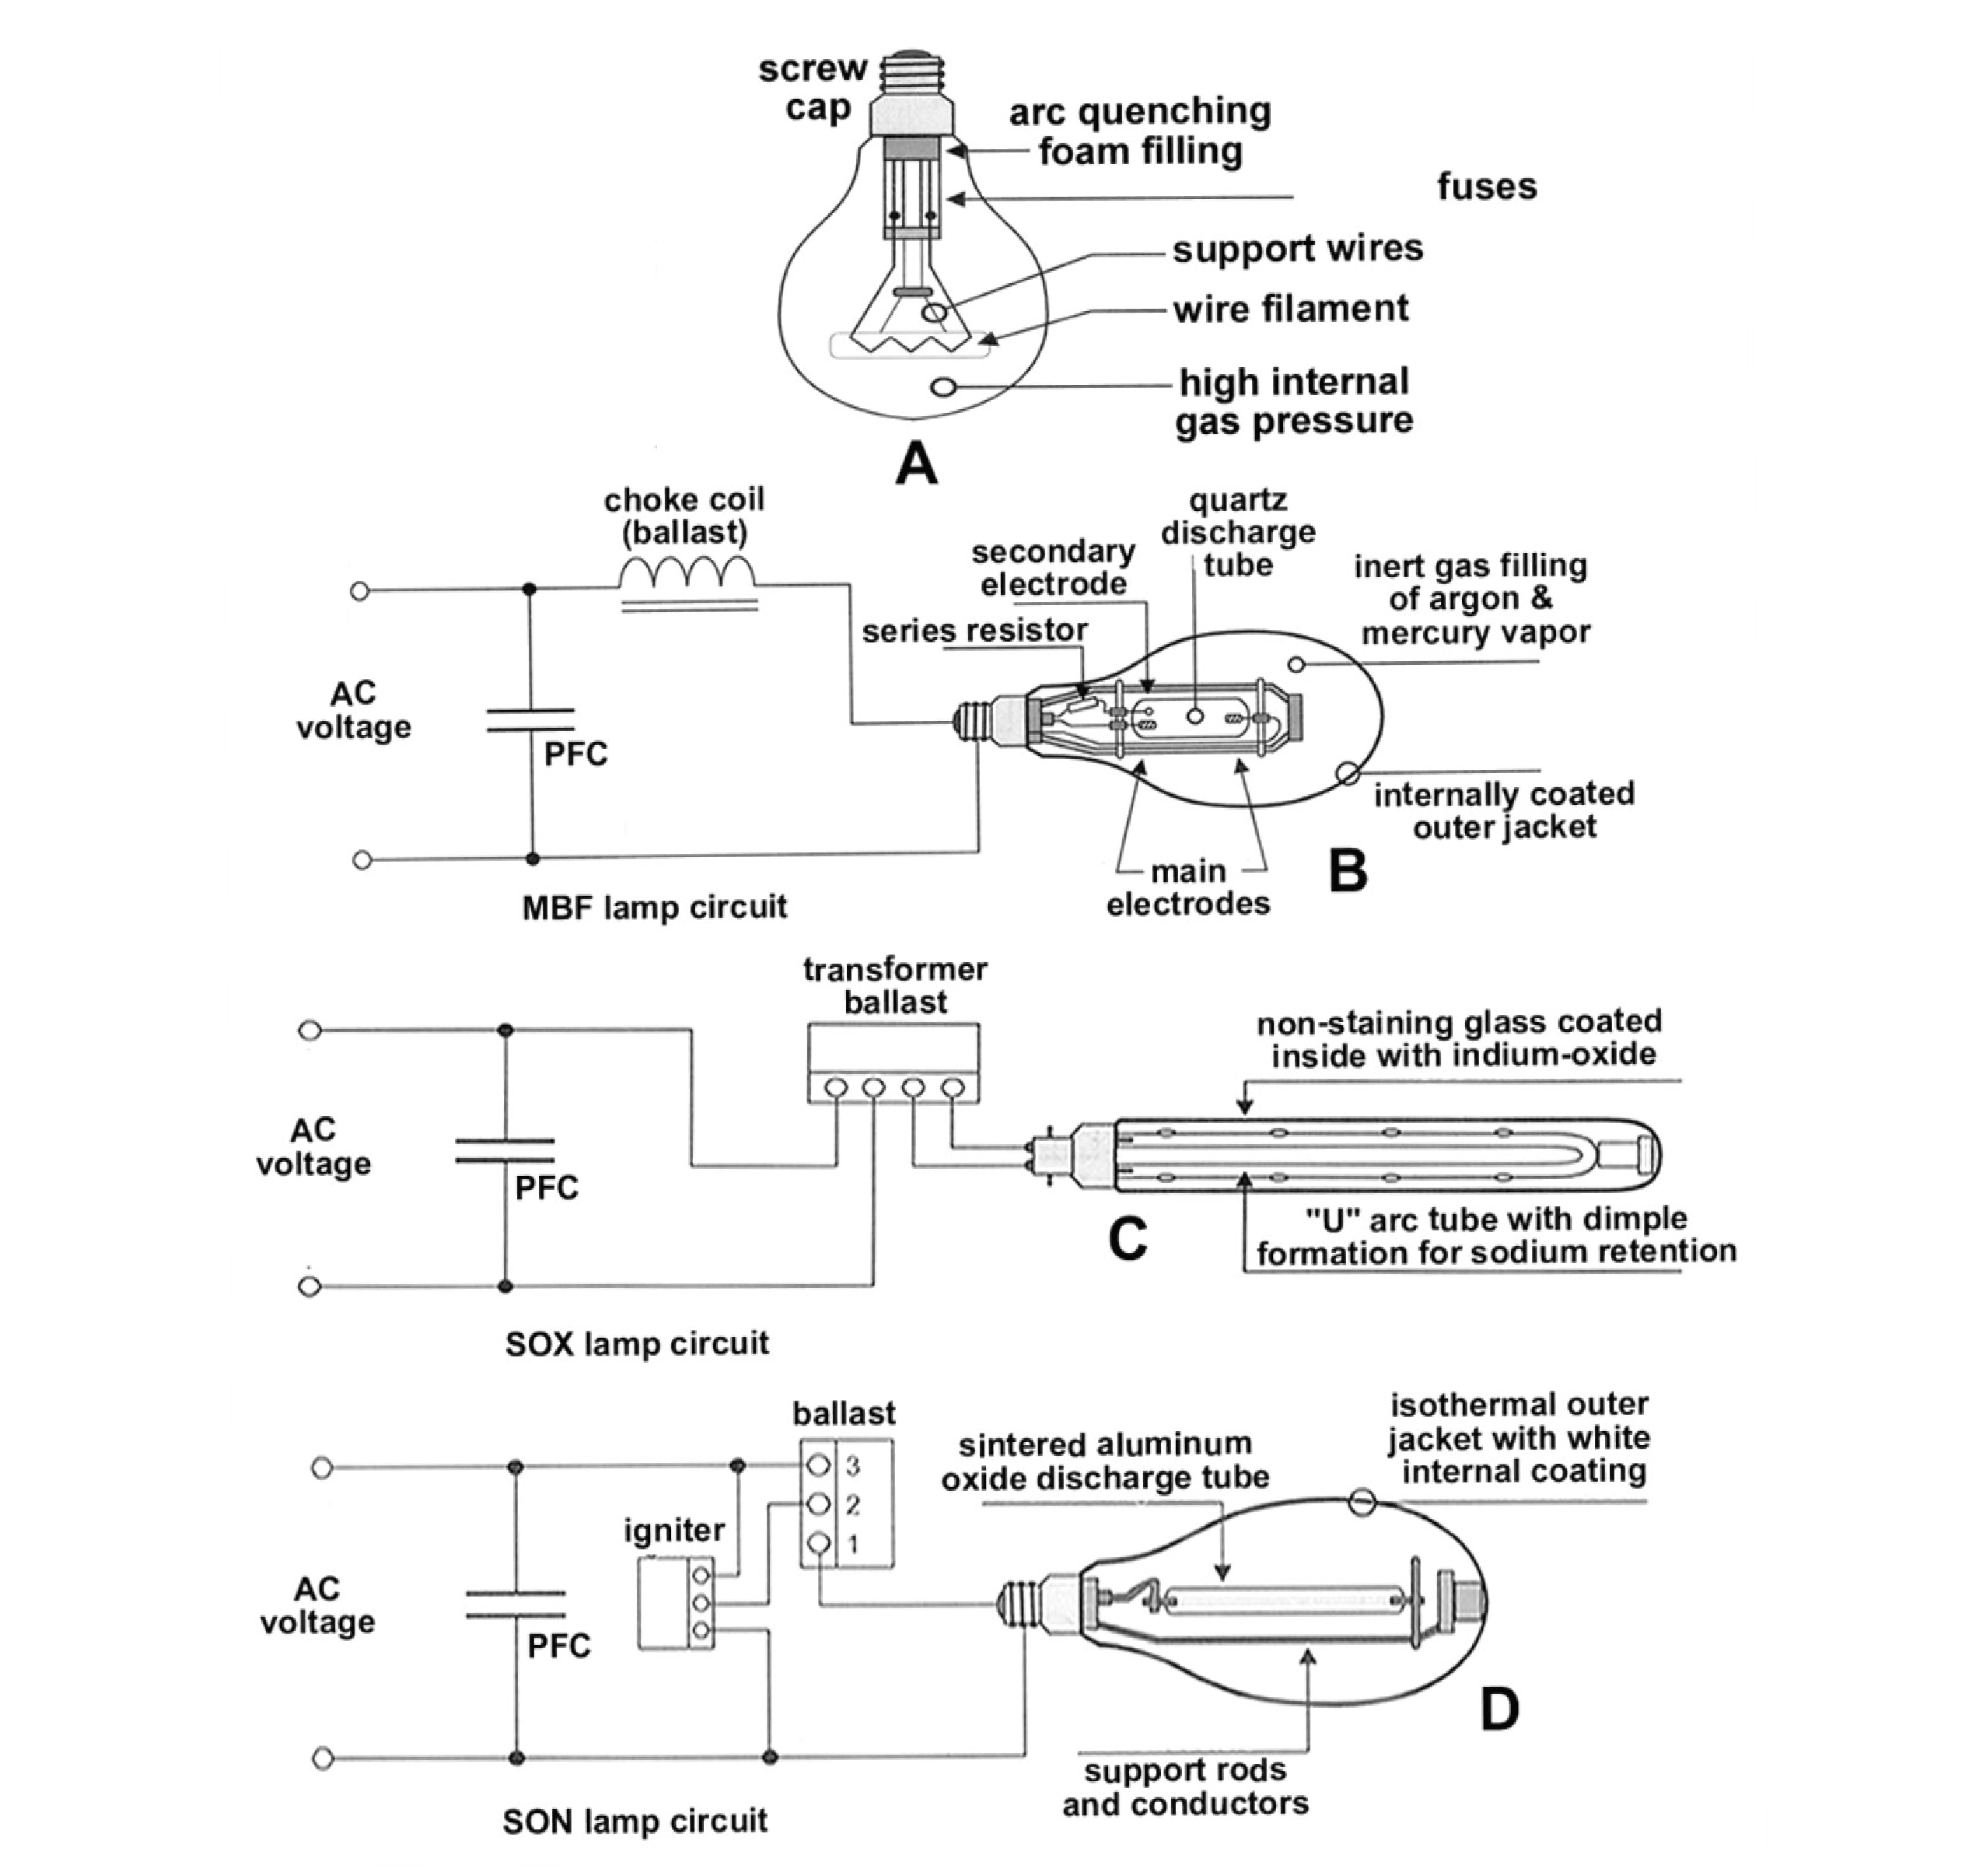 screw
cap
arc quenching
foam filling
fuses
support wires
wire filament
high internal
gas pressure
A
choke coil
(ballast)
quartz
discharge
tube
secondary
electrode
series resistor
inert gas filling
of argon &
mercury vapor
AC
voltage
PFC
internally coated
outer jacket
main
electrodes
B
MBF lamp circuit
transformer
ballast
non-staining glass coated
inside with indium-oxide
AC
voltage
PFC
C
"U" arc tube with dimple
formation for sodium retention
SOX lamp circuit
ballast
3
2
1
sintered aluminum
oxide discharge tube
isothermal outer
jacket with white
internal coating
igniter
AC
voltage
PFC
D
support rods
and conductors
SON lamp circuit